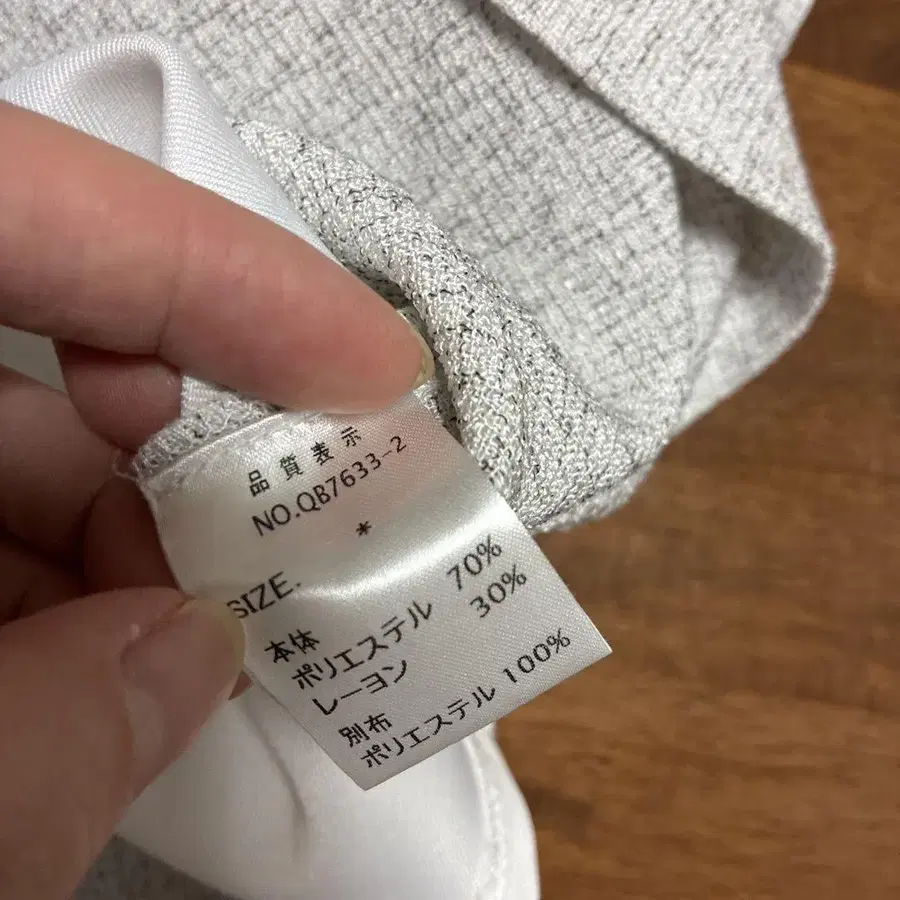 品質表示
NO.QB7633-2
*
SIZE.
本体
ポリエステル 70%
レーヨン 30%
別布
ポリエステル 100%